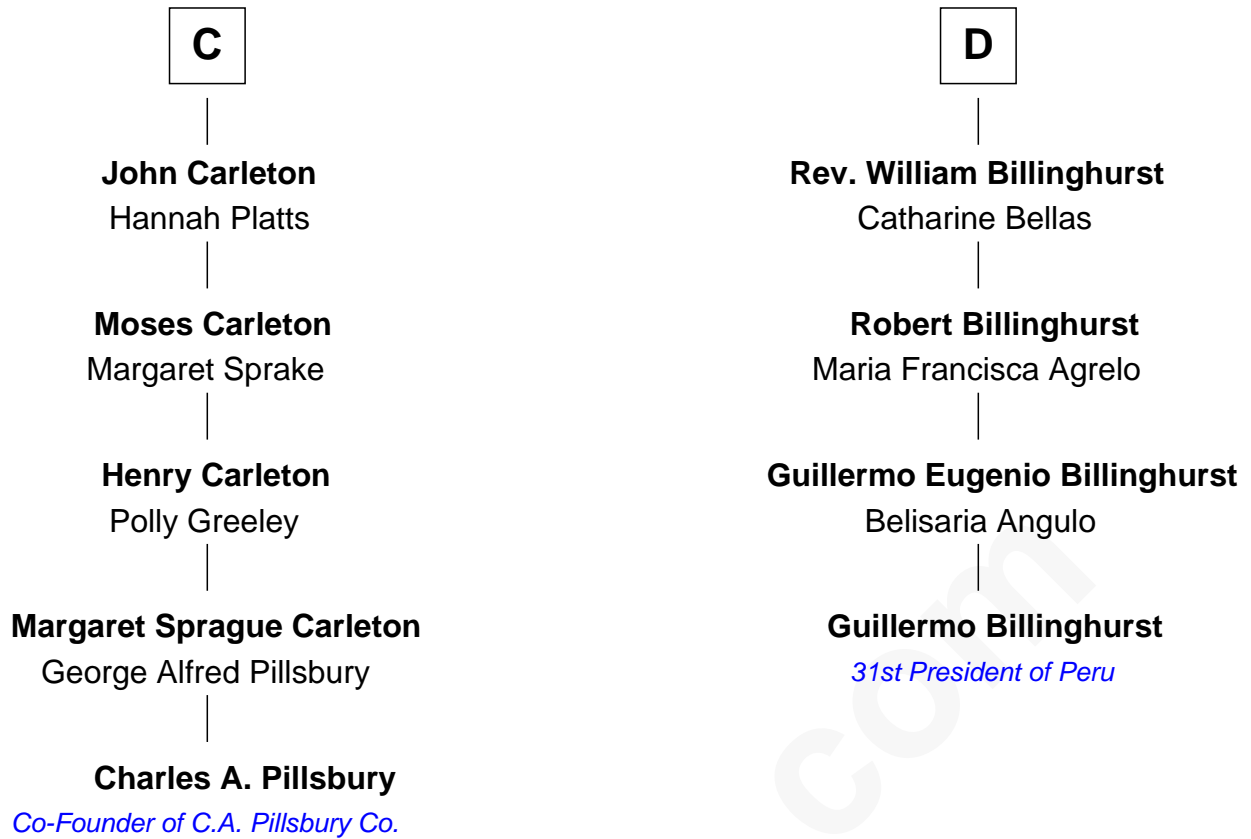 C
John Carleton
Hannah Platts
Moses Carleton
Margaret Sprake
Henry Carleton
Polly Greeley
Margaret Sprague Carleton
George Alfred Pillsbury
Charles A. Pillsbury
Co-Founder of C.A. Pillsbury Co.
D
Rev. William Billinghurst
Catharine Bellas
Robert Billinghurst
Maria Francisca Agrelo
Guillermo Eugenio Billinghurst
Belisaria Angulo
Guillermo Billinghurst
31st President of Peru
com